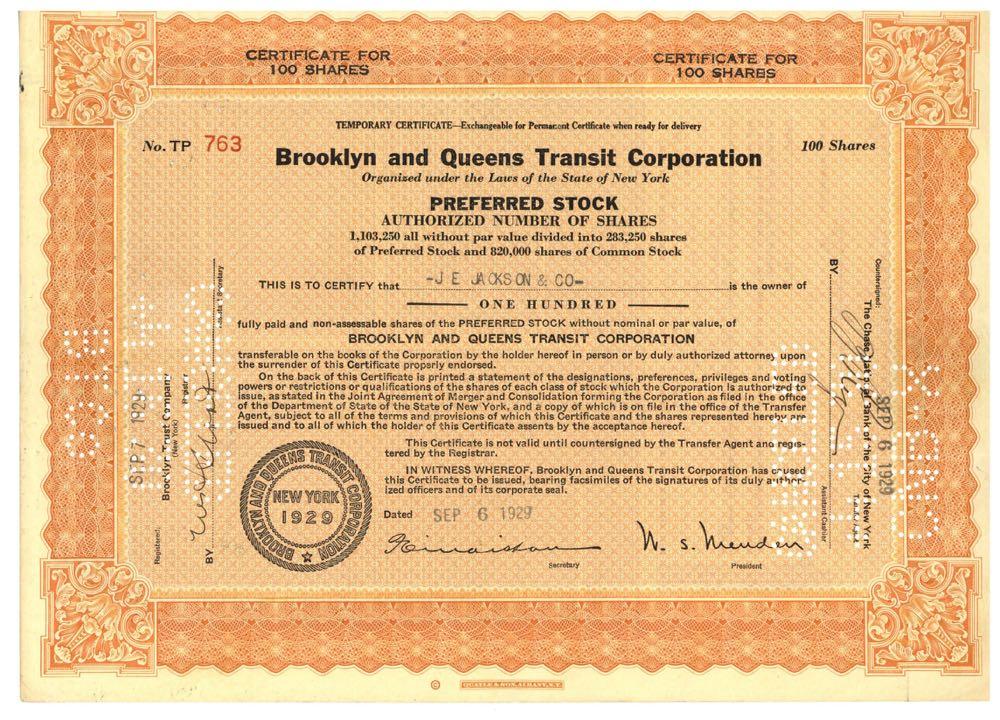 CERTIFICATE FOR
100 SHARES
CERTIFICATE FOR
100 SHARES
TEMPORARY CERTIFICATE—Exchangeable for Permanent Certificate when ready for delivery
No. TP 763
100 Shares
Brooklyn and Queens Transit Corporation
Organized under the Laws of the State of New York
PREFERRED STOCK
AUTHORIZED NUMBER OF SHARES
1,103,250 all without par value divided into 283,250 shares
of Preferred Stock and 820,000 shares of Common Stock
THIS IS TO CERTIFY that -J E JACKSON & CO- is the owner of
ONE HUNDRED
fully paid and non-assessable shares of the PREFERRED STOCK without nominal or par value, of
BROOKLYN AND QUEENS TRANSIT CORPORATION
transferable on the books of the Corporation by the holder hereof in person or by duly authorized attorney upon
the surrender of this Certificate properly endorsed.
On the back of this Certificate is printed a statement of the designations, preferences, privileges and voting
powers or restrictions or qualifications of the shares of each class of stock which the Corporation is authorized to
issue, as stated in the Joint Agreement of Merger and Consolidation forming the Corporation as filed in the office
of the Department of State of the State of New York, and a copy of which is on file in the office of the Transfer
Agent, subject to all of the terms and provisions of which this Certificate and the shares represented hereby are
issued and to all of which the holder of this Certificate assents by the acceptance hereof.
This Certificate is not valid until countersigned by the Transfer Agent and regis-
tered by the Registrar.
IN WITNESS WHEREOF, Brooklyn and Queens Transit Corporation has caused
this Certificate to be issued, bearing facsimiles of the signatures of its duly author-
ized officers and of its corporate seal.
Dated SEP 6 1929
Secretary
W. S. Menden
President
BROOKLYN AND QUEENS TRANSIT CORPORATION
NEW YORK
1929
Registered:
SEP 7 1929
Brooklyn Trust Company
(New York)
BY
Secretary
Countersigned:
The Chase National Bank of the City of New York
SEP 6 1929
BY
Assistant Cashier